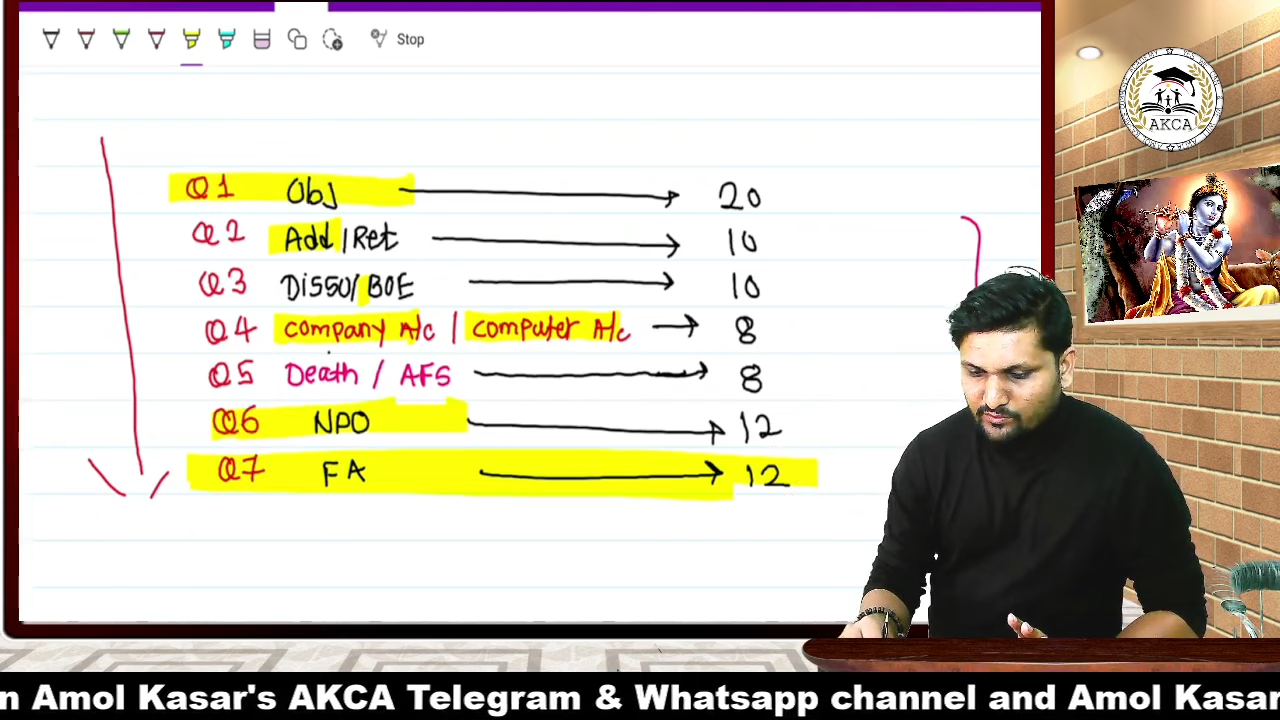 Stop
AKCA
Q1 Obj 20
Q2 Add/Ret 10
Q3 Disso/BOE 10
Q4 company A/c / computer A/c 8
Q5 Death / AFS 8
Q6 NPO 12
Q7 FA 12
n Amol Kasar's AKCA Telegram & Whatsapp channel and Amol Kasar